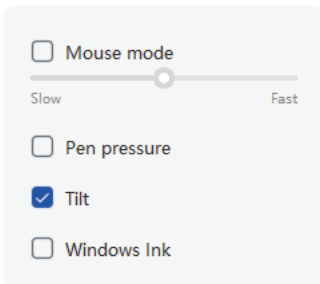 Mouse mode
Slow Fast
Pen pressure
Tilt
Windows Ink